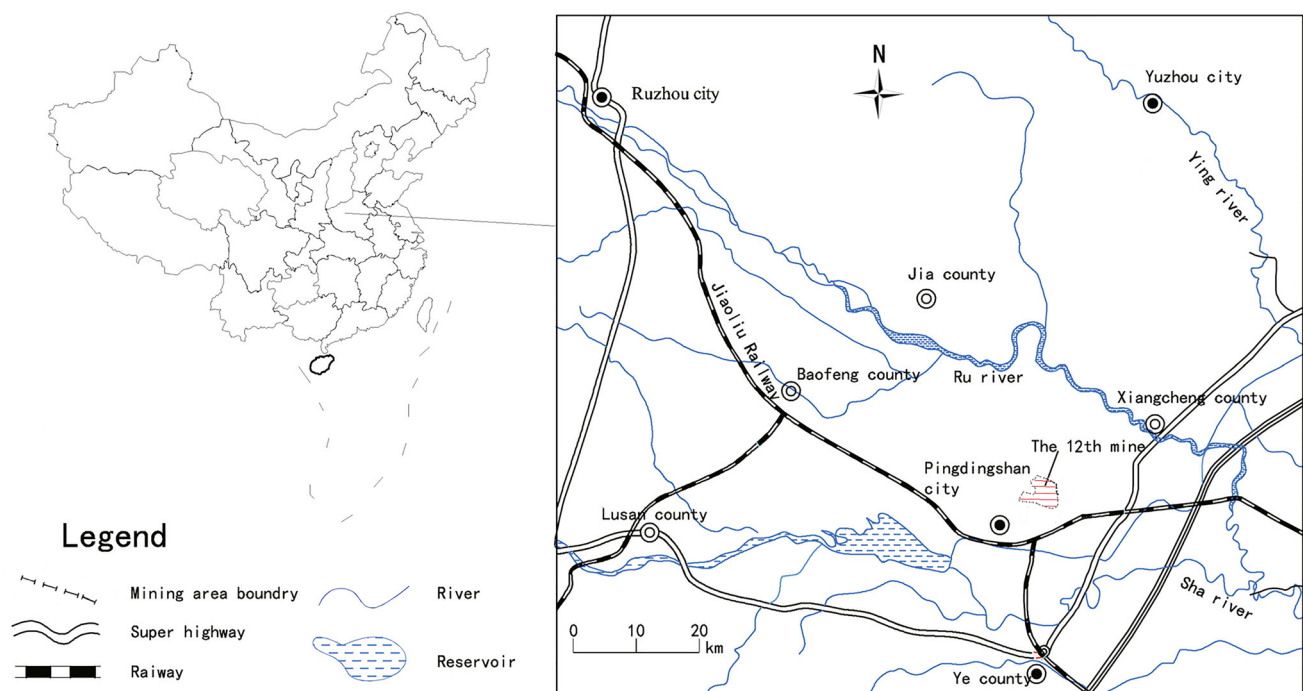 N
Ruzhou city
Yuzhou city
Ying river
Jia county
Jiaoliu Railway
Baofeng county
Ru river
Xiangcheng county
The 12th mine
Pingdingshan
city
Lusan county
Sha river
0 10 20
km
Ye county
Legend
Mining area boundry
River
Super highway
Reservoir
Raiway